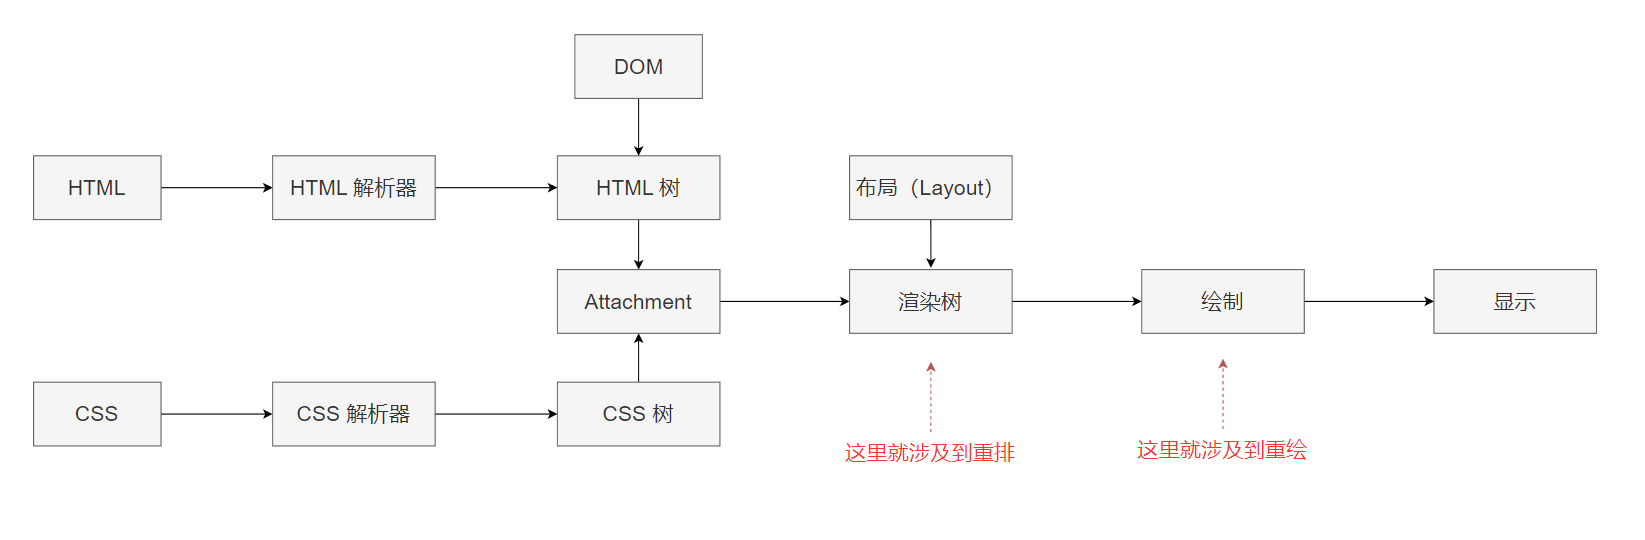 DOM
HTML
HTML 解析器
HTML 树
布局（Layout）
Attachment
渲染树
绘制
显示
CSS
CSS 解析器
CSS 树
这里就涉及到重排
这里就涉及到重绘